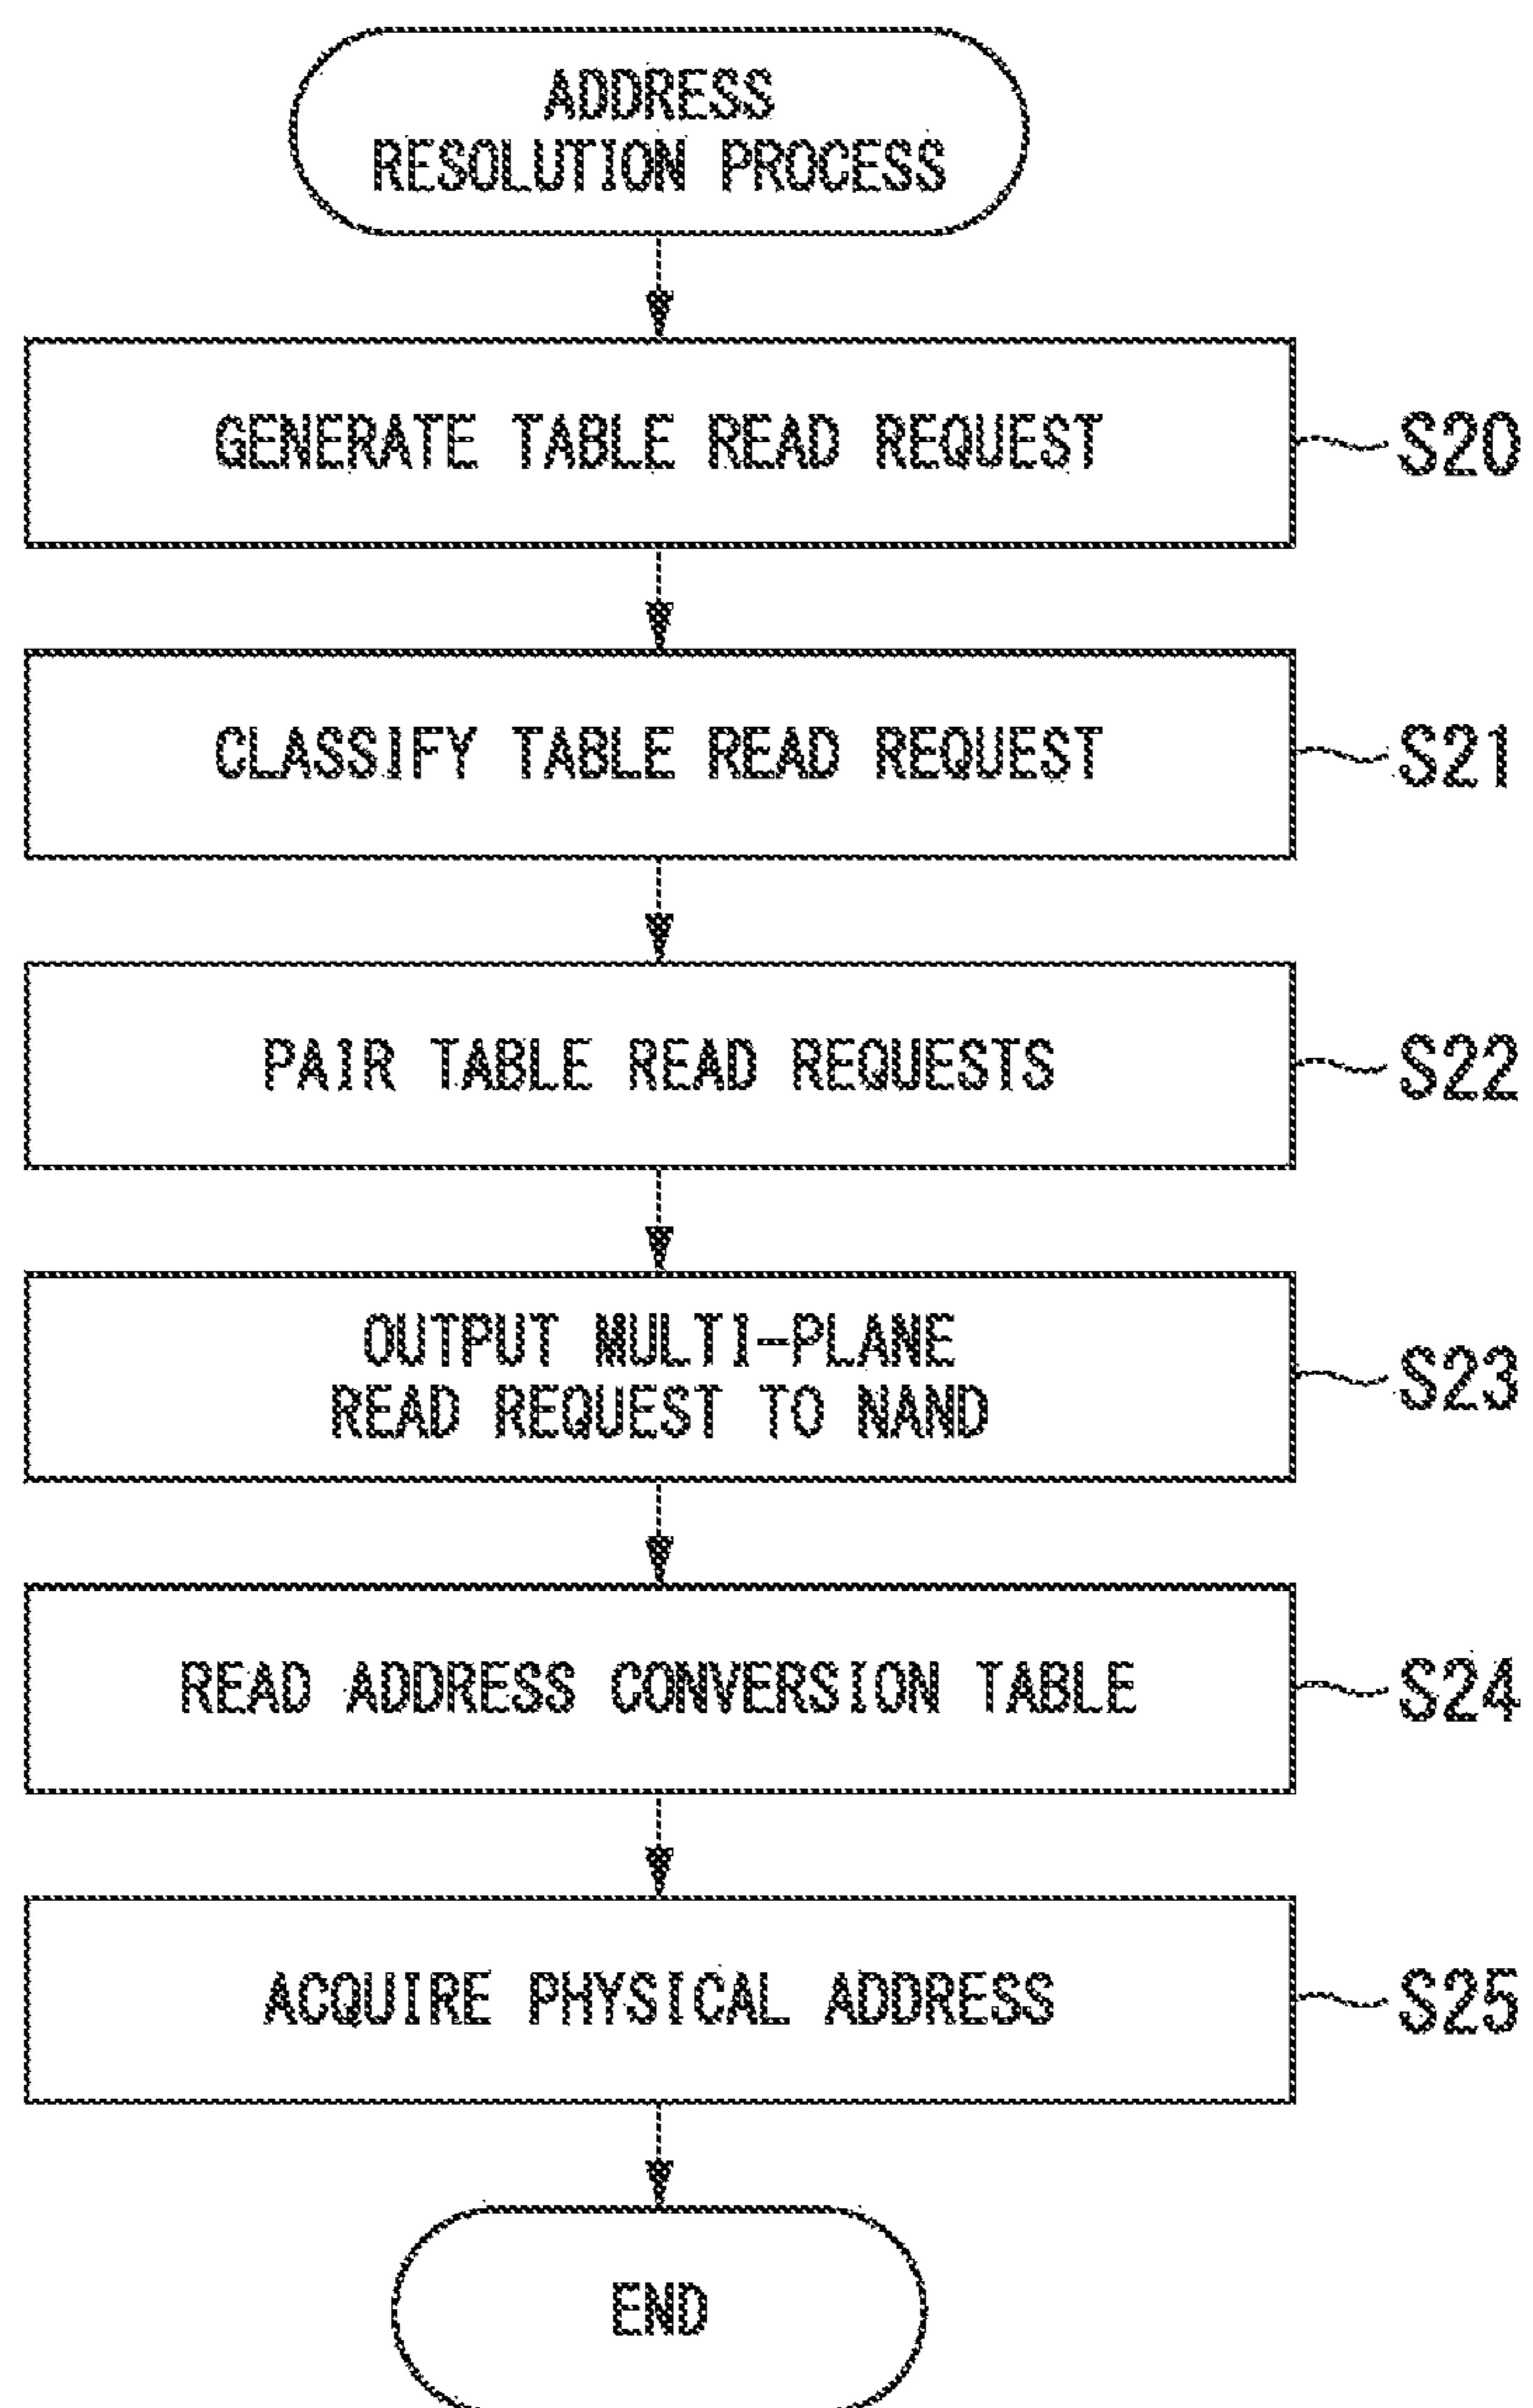 ADDRESS
RESOLUTION PROCESS
GENERATE TABLE READ REQUEST
S20
CLASSIFY TABLE READ REQUEST
S21
PAIR TABLE READ REQUESTS
S22
OUTPUT MULTI-PLANE
READ REQUEST TO NAND
S23
READ ADDRESS CONVERSION TABLE
S24
ACQUIRE PHYSICAL ADDRESS
S25
END